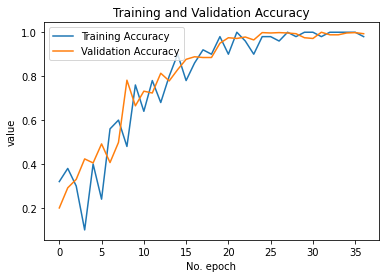 Training and Validation Accuracy
Training Accuracy
Validation Accuracy
value
1.0
0.8
0.6
0.4
0.2
0 5 10 15 20 25 30 35
No. epoch